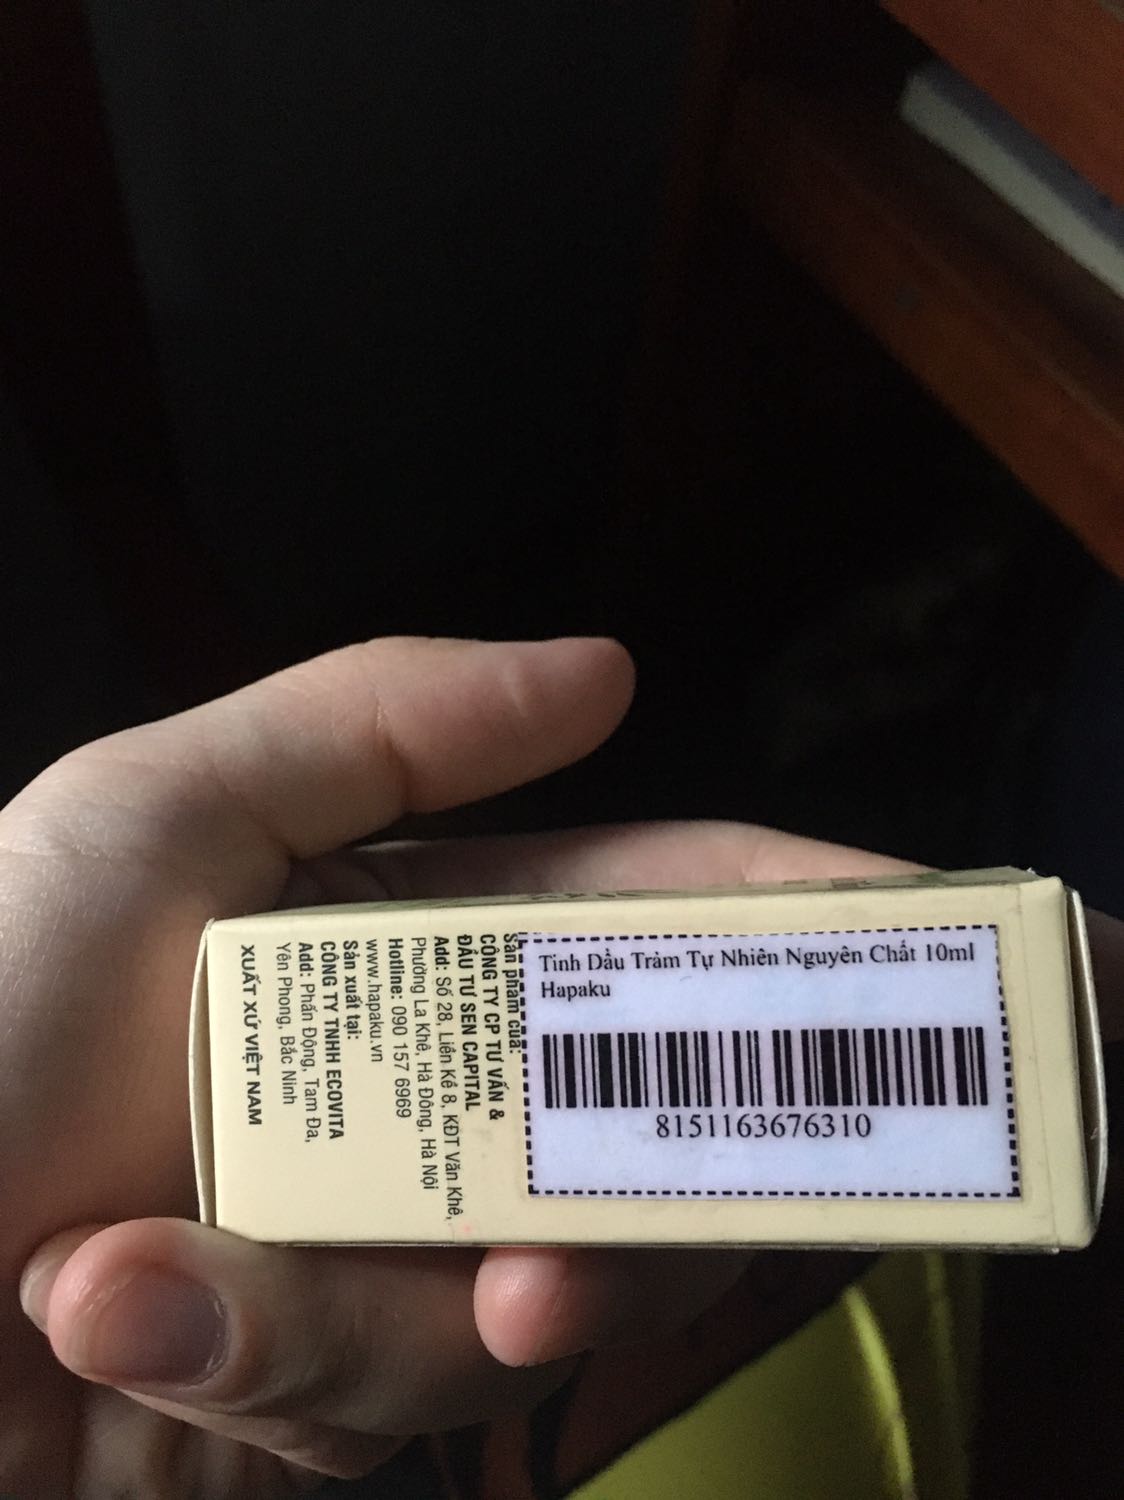 Tinh Dầu Tràm Tự Nhiên Nguyên Chất 10ml
Hapaku
8151163676310
Sản phẩm của:
CÔNG TY CP TƯ VẤN &
ĐẦU TƯ SEN CAPITAL
Add: Số 28, Liền Kề 8, KĐT Văn Khê,
Phường La Khê, Hà Đông, Hà Nội
Hotline: 090 157 6969
www.hapaku.vn
Sản xuất tại:
CÔNG TY TNHH ECOVITA
Add: Phấn Động, Tam Đa,
Yên Phong, Bắc Ninh
XUẤT XỨ VIỆT NAM